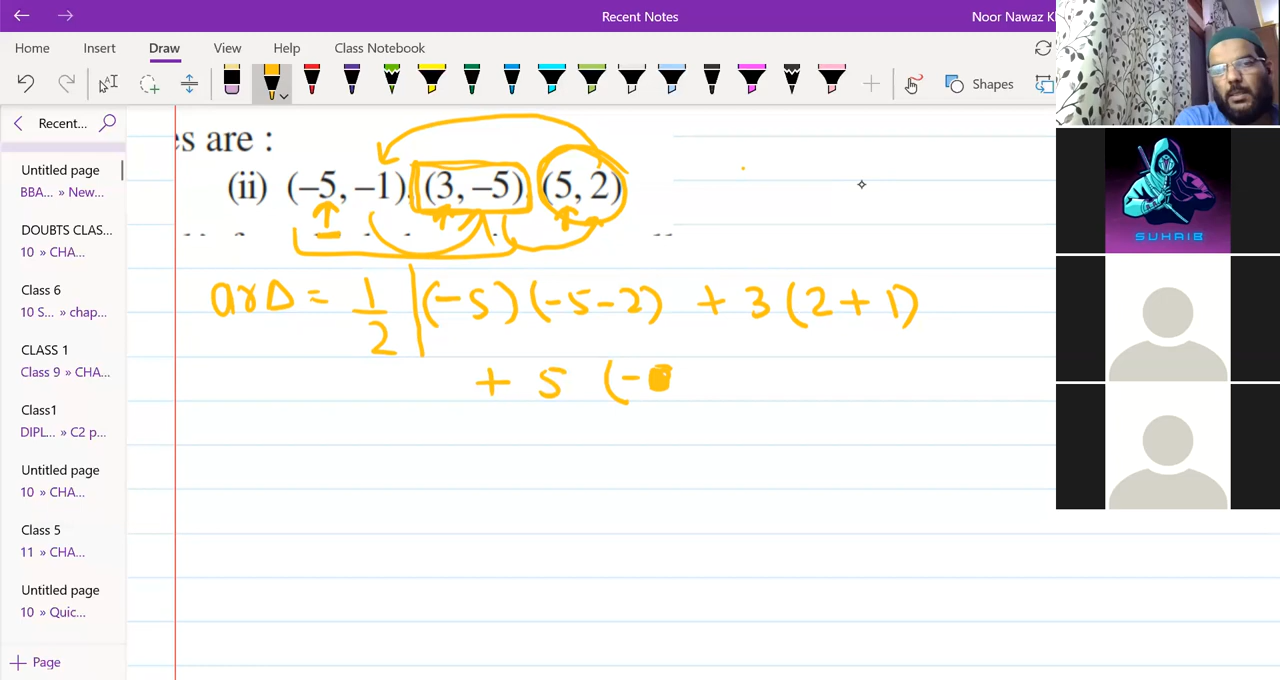 Recent Notes
Noor Nawaz K
Home Insert Draw View Help Class Notebook
Shapes
Recent...
Untitled page
BBA... » New...
DOUBTS CLAS...
10 » CHA...
Class 6
10 S... » chap...
CLASS 1
Class 9 » CHA...
Class1
DIPL... » C2 p...
Untitled page
10 » CHA...
Class 5
11 » CHA...
Untitled page
10 » Quic...
Page
es are :
(ii) (–5, –1), (3, –5), (5, 2)
ar Δ = 1/2 |(-5)(-5-2) + 3(2+1)
+ 5 (-
SUHAIB